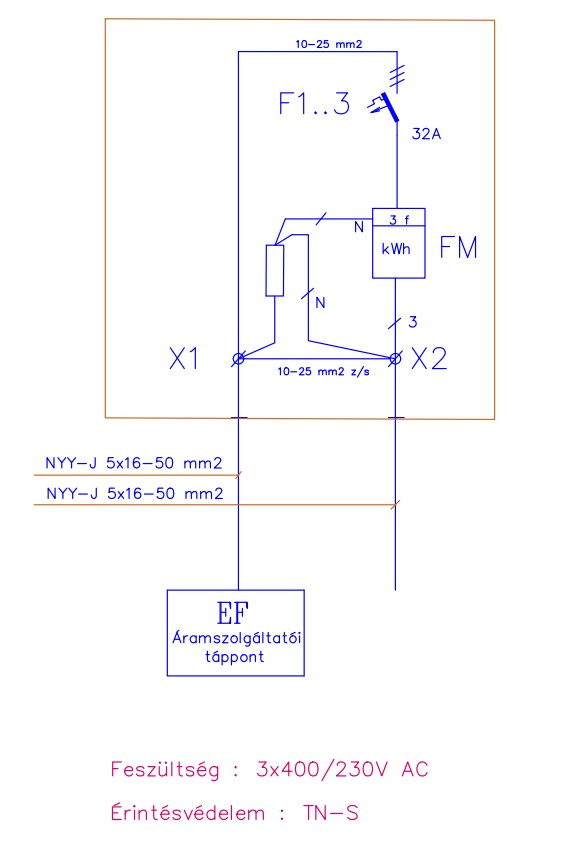 10-25 mm2
F1..3
32A
3 f
N
kWh
FM
N
3
X1
X2
10-25 mm2 z/s
NYY-J 5x16-50 mm2
NYY-J 5x16-50 mm2
EF
Áramszolgáltatói
táppont
Feszültség : 3x400/230V AC
Érintésvédelem : TN-S